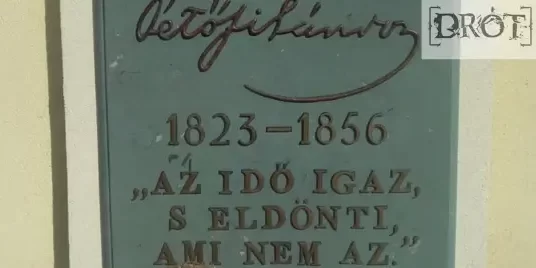 [DRÓT]
Petőfi Sándor
1823–1856
„AZ IDŐ IGAZ,
S ELDÖNTI,
AMI NEM AZ."